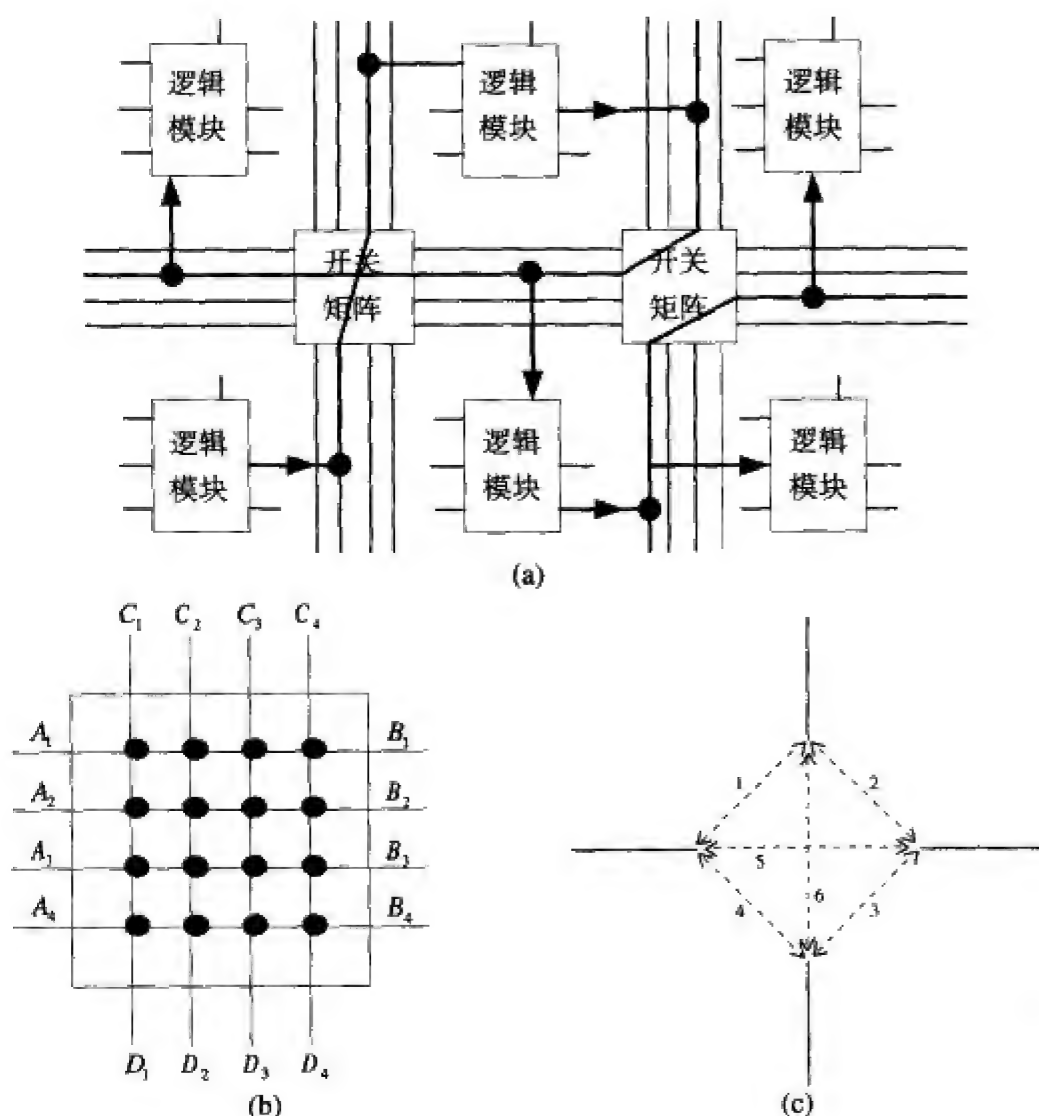 逻辑
模块
逻辑
模块
逻辑
模块
开关
矩阵
开关
矩阵
逻辑
模块
逻辑
模块
逻辑
模块
(a)
C₁ C₂ C₃ C₄
A₁ B₁
A₂ B₂
A₃ B₃
A₄ B₄
D₁ D₂ D₃ D₄
(b)
1 2
5
4 6 3
(c)